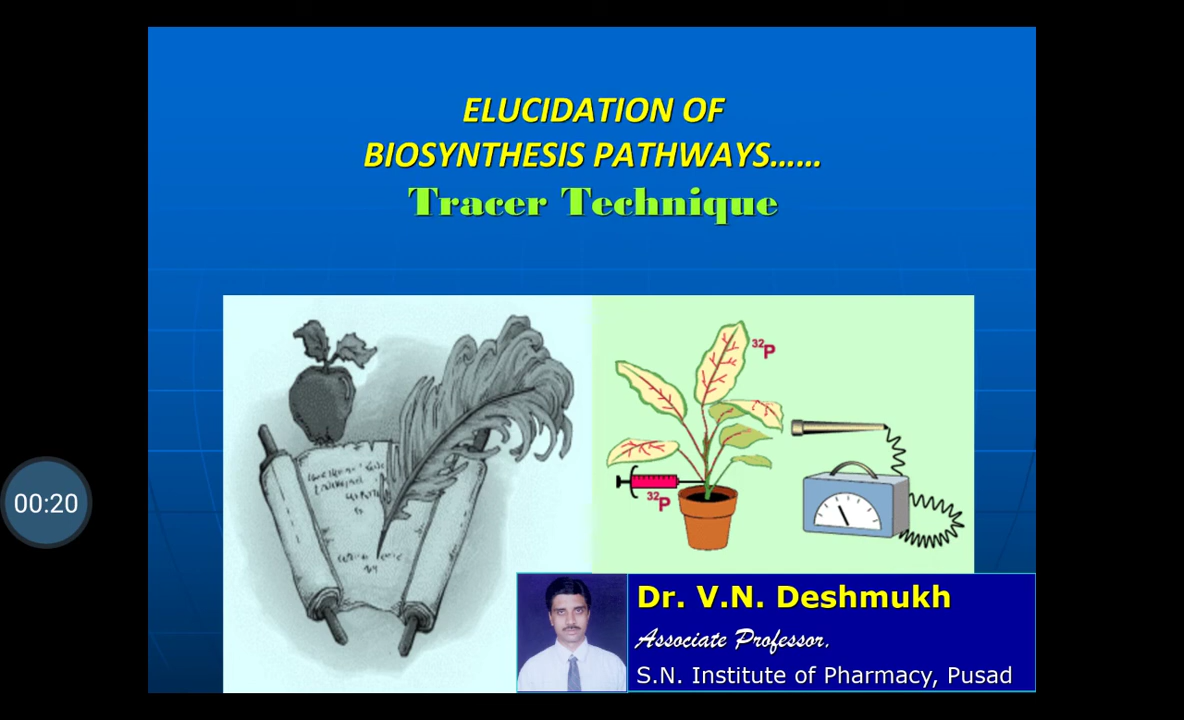 ELUCIDATION OF
BIOSYNTHESIS PATHWAYS......
Tracer Technique
32P
32P
00:20
Dr. V.N. Deshmukh
Associate Professor,
S.N. Institute of Pharmacy, Pusad